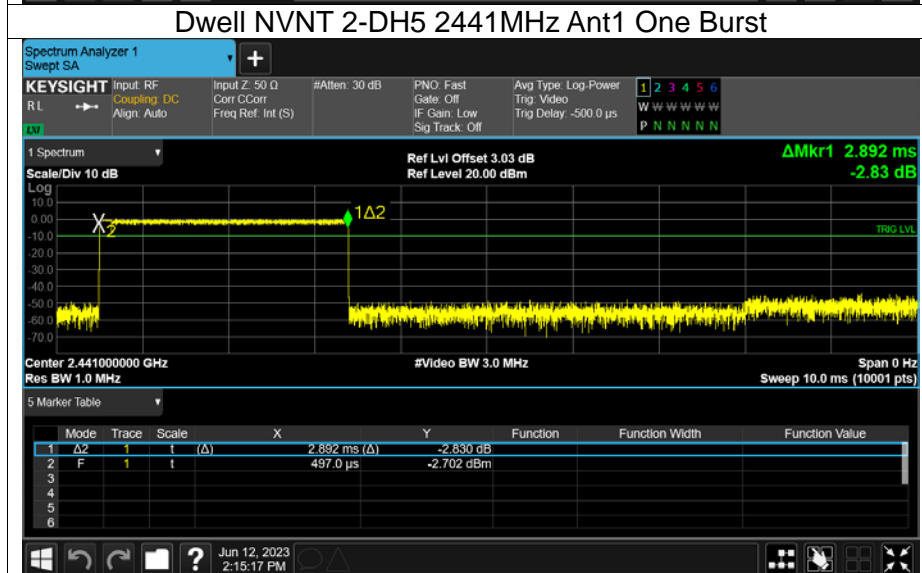 Dwell NVNT 2-DH5 2441MHz Ant1 One Burst
Spectrum Analyzer 1
Swept SA
+
KEYSIGHT Input: RF Input Z: 50 Ω #Atten: 30 dB PNO: Fast Avg Type: Log-Power 1 2 3 4 5 6
RL Coupling: DC Corr CCorr Gate: Off Trig: Video W W W W W W
Align: Auto Freq Ref: Int (S) IF Gain: Low Trig Delay: -500.0 µs
LXI Sig Track: Off P N N N N N
1 Spectrum Ref Lvl Offset 3.03 dB ΔMkr1 2.892 ms
Scale/Div 10 dB Ref Level 20.00 dBm -2.83 dB
Log
10.0
0.00 X2 1Δ2
-10.0 TRIG LVL
-20.0
-30.0
-40.0
-50.0
-60.0
-70.0
Center 2.441000000 GHz #Video BW 3.0 MHz Span 0 Hz
Res BW 1.0 MHz Sweep 10.0 ms (10001 pts)
5 Marker Table
Mode Trace Scale X Y Function Function Width Function Value
1 Δ2 1 t (Δ) 2.892 ms (Δ) -2.830 dB
2 F 1 t 497.0 µs -2.702 dBm
3
4
5
6
? Jun 12, 2023
2:15:17 PM